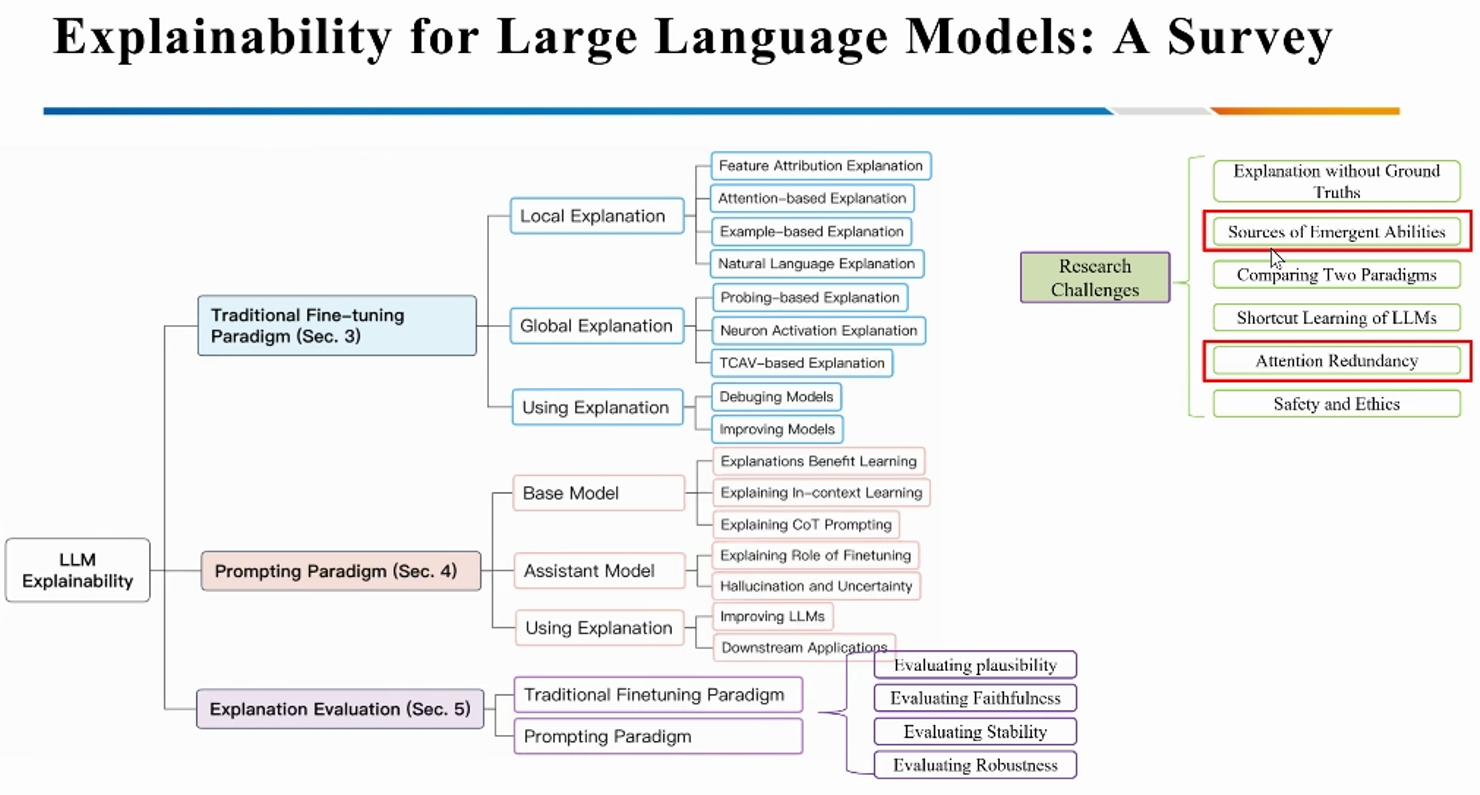 Explainability for Large Language Models: A Survey
LLM
Explainability
Traditional Fine-tuning
Paradigm (Sec. 3)
Local Explanation
Feature Attribution Explanation
Attention-based Explanation
Example-based Explanation
Natural Language Explanation
Global Explanation
Probing-based Explanation
Neuron Activation Explanation
TCAV-based Explanation
Using Explanation
Debuging Models
Improving Models
Prompting Paradigm (Sec. 4)
Base Model
Explanations Benefit Learning
Explaining In-context Learning
Explaining CoT Prompting
Assistant Model
Explaining Role of Finetuning
Hallucination and Uncertainty
Using Explanation
Improving LLMs
Downstream Applications
Explanation Evaluation (Sec. 5)
Traditional Finetuning Paradigm
Prompting Paradigm
Evaluating plausibility
Evaluating Faithfulness
Evaluating Stability
Evaluating Robustness
Research
Challenges
Explanation without Ground
Truths
Sources of Emergent Abilities
Comparing Two Paradigms
Shortcut Learning of LLMs
Attention Redundancy
Safety and Ethics